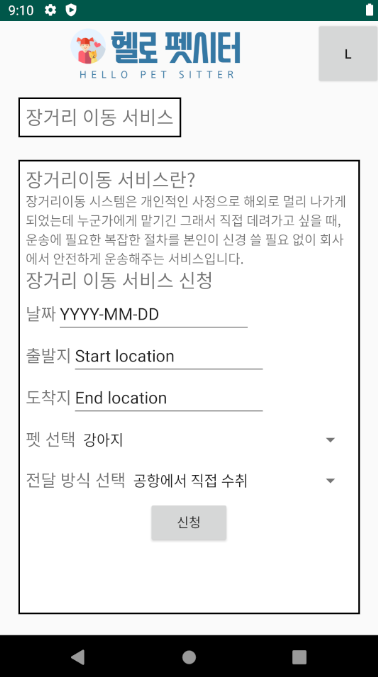 9:10
헬로 펫시터
HELLO PET SITTER
L
장거리 이동 서비스
장거리이동 서비스란?
장거리이동 시스템은 개인적인 사정으로 해외로 멀리 나가게
되었는데 누군가에게 맡기긴 그래서 직접 데려가고 싶을 때,
운송에 필요한 복잡한 절차를 본인이 신경 쓸 필요 없이 회사
에서 안전하게 운송해주는 서비스입니다.
장거리 이동 서비스 신청
날짜 YYYY-MM-DD
출발지 Start location
도착지 End location
펫 선택 강아지
전달 방식 선택 공항에서 직접 수취
신청